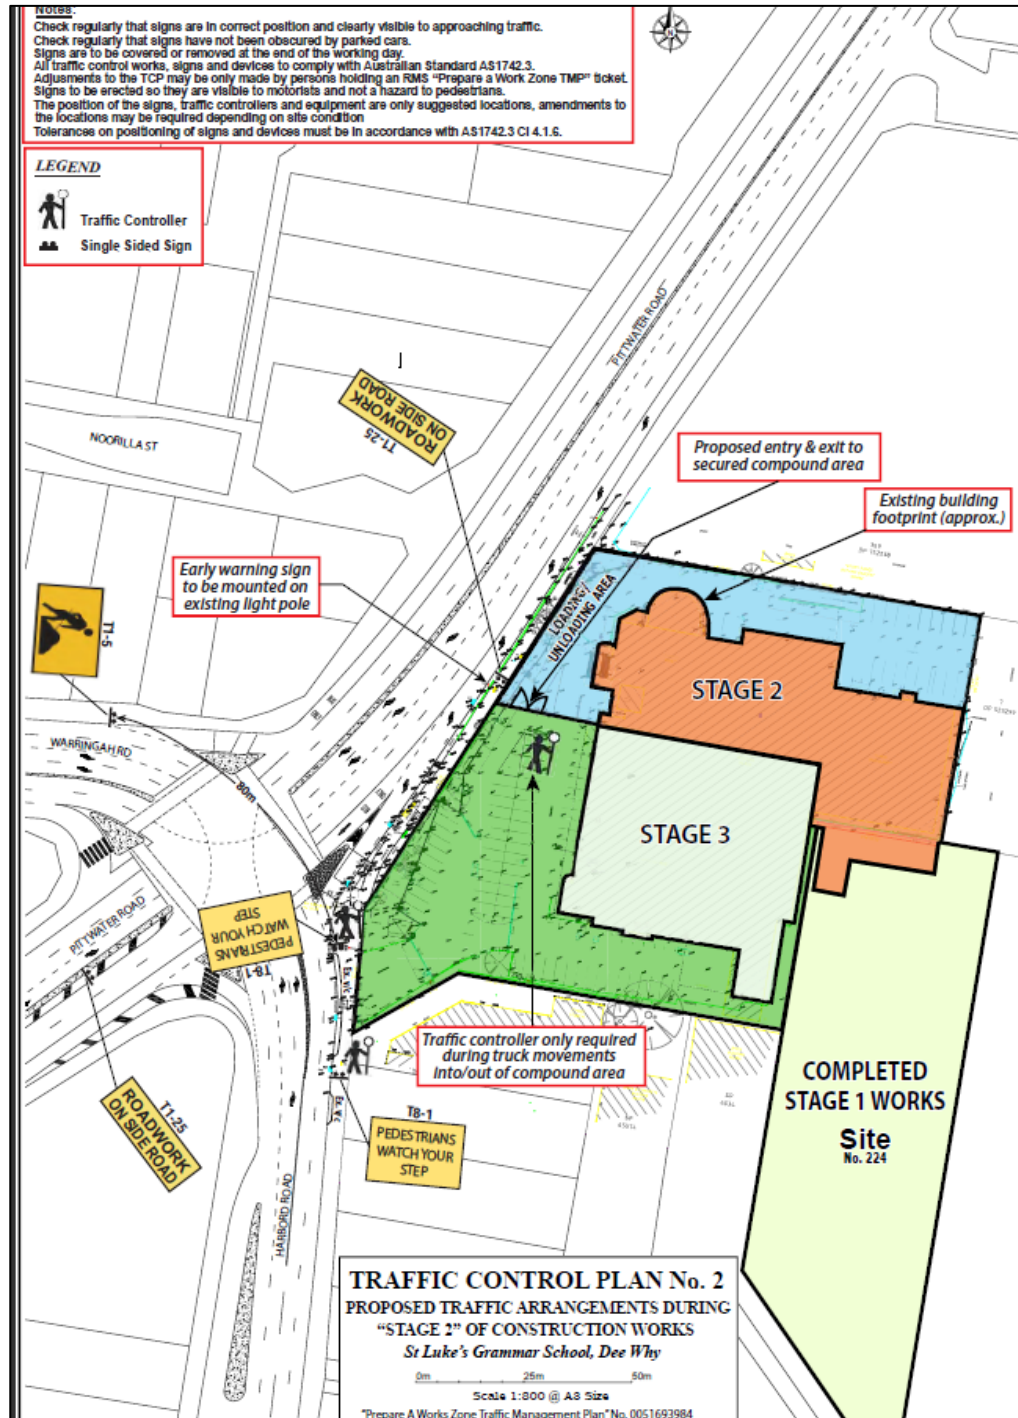 Notes:
Check regularly that signs are in correct position and clearly visible to approaching traffic.
Check regularly that signs have not been obscured by parked cars.
Signs are to be covered or removed at the end of the working day.
All traffic control works, signs and devices to comply with Australian Standard AS1742.3.
Adjusments to the TCP may be only made by persons holding an RMS "Prepare a Work Zone TMP" ticket.
Signs to be erected so they are visible to motorists and not a hazard to pedestrians.
The position of the signs, traffic controllers and equipment are only suggested locations, amendments to
the locations may be required depending on site condition
Tolerances on positioning of signs and devices must be in accordance with AS1742.3 Cl 4.1.6.
N
LEGEND
Traffic Controller
Single Sided Sign
PITTWATER ROAD
ROADWORK
ON SIDE ROAD
T1-25
NOORILLA ST
Proposed entry & exit to
secured compound area
Existing building
footprint (approx.)
Early warning sign
to be mounted on
existing light pole
LOADING/
UNLOADING AREA
T1-5
STAGE 2
WARRINGAH RD
80m
STAGE 3
PITTWATER ROAD
PEDESTRIANS
WATCH YOUR
STEP
T8-1
Traffic controller only required
during truck movements
into/out of compound area
COMPLETED
STAGE 1 WORKS
Site
No. 224
T1-25
ROADWORK
ON SIDE ROAD
T8-1
PEDESTRIANS
WATCH YOUR
STEP
HARBORD ROAD
TRAFFIC CONTROL PLAN No. 2
PROPOSED TRAFFIC ARRANGEMENTS DURING
"STAGE 2" OF CONSTRUCTION WORKS
St Luke's Grammar School, Dee Why
0m 25m 50m
Scale 1:800 @ A3 Size
"Prepare A Works Zone Traffic Management Plan" No. 0051693984